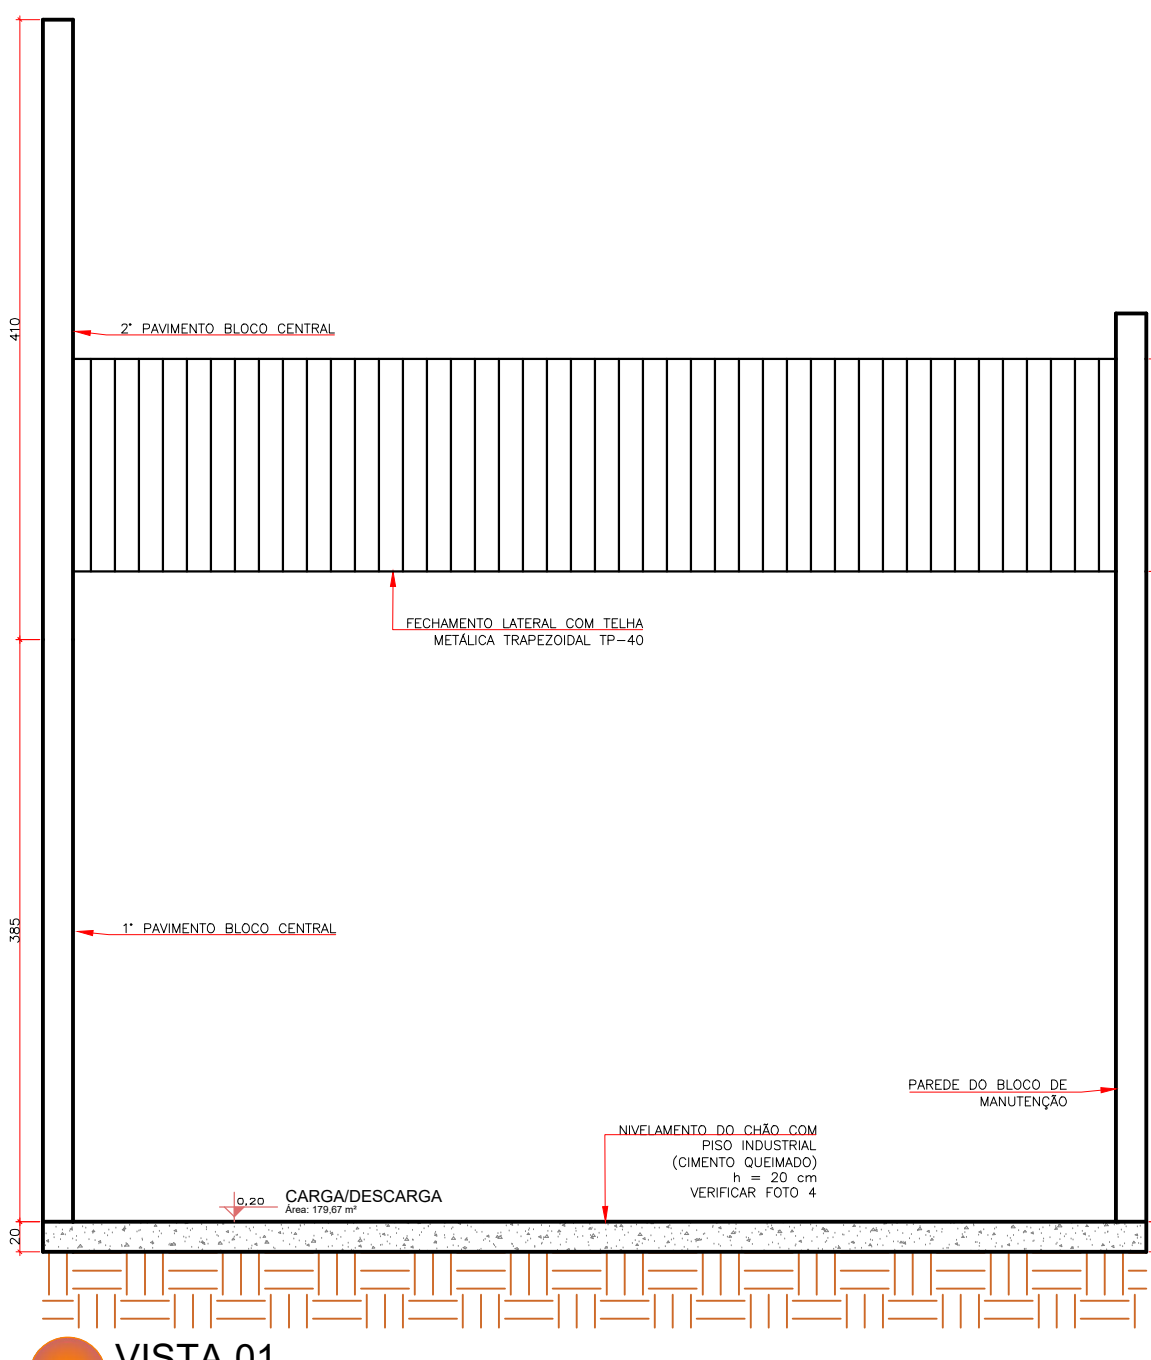 410
2° PAVIMENTO BLOCO CENTRAL
FECHAMENTO LATERAL COM TELHA
METÁLICA TRAPEZOIDAL TP-40
385
1° PAVIMENTO BLOCO CENTRAL
PAREDE DO BLOCO DE
MANUTENÇÃO
NIVELAMENTO DO CHÃO COM
PISO INDUSTRIAL
(CIMENTO QUEIMADO)
h = 20 cm
VERIFICAR FOTO 4
0,20
CARGA/DESCARGA
Área: 179,67 m²
20
VISTA 01